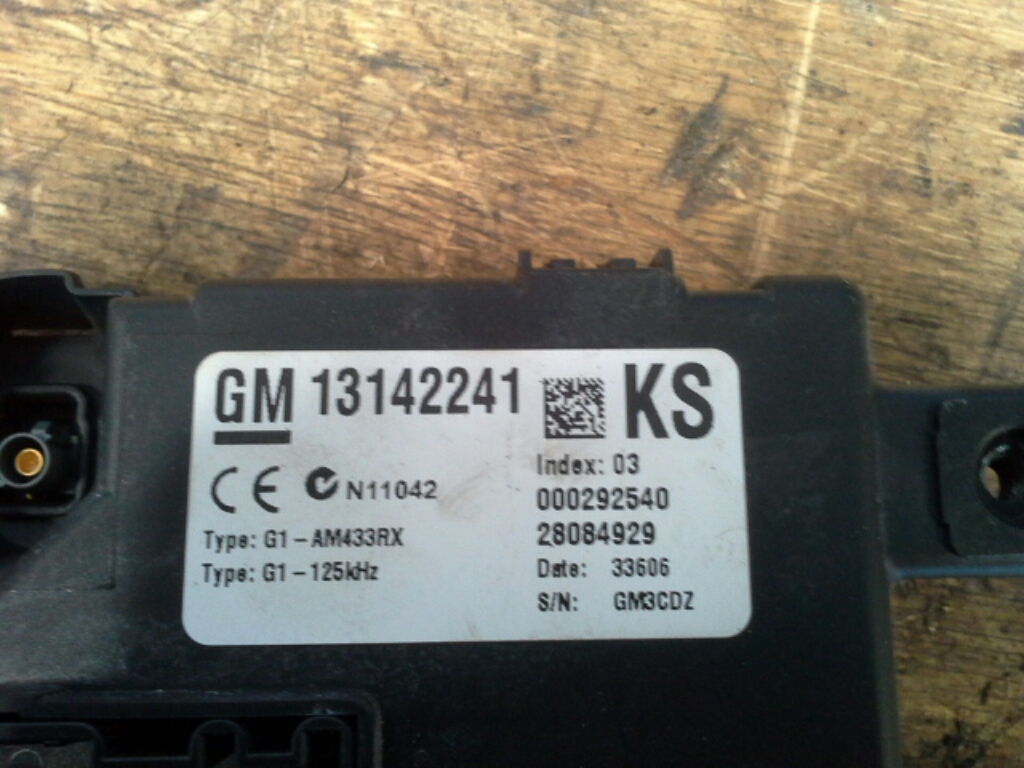 GM 13142241 KS
CE N11042
Type: G1-AM433RX
Type: G1-125kHz
Index: 03
000292540
28084929
Date: 33606
S/N: GM3CDZ